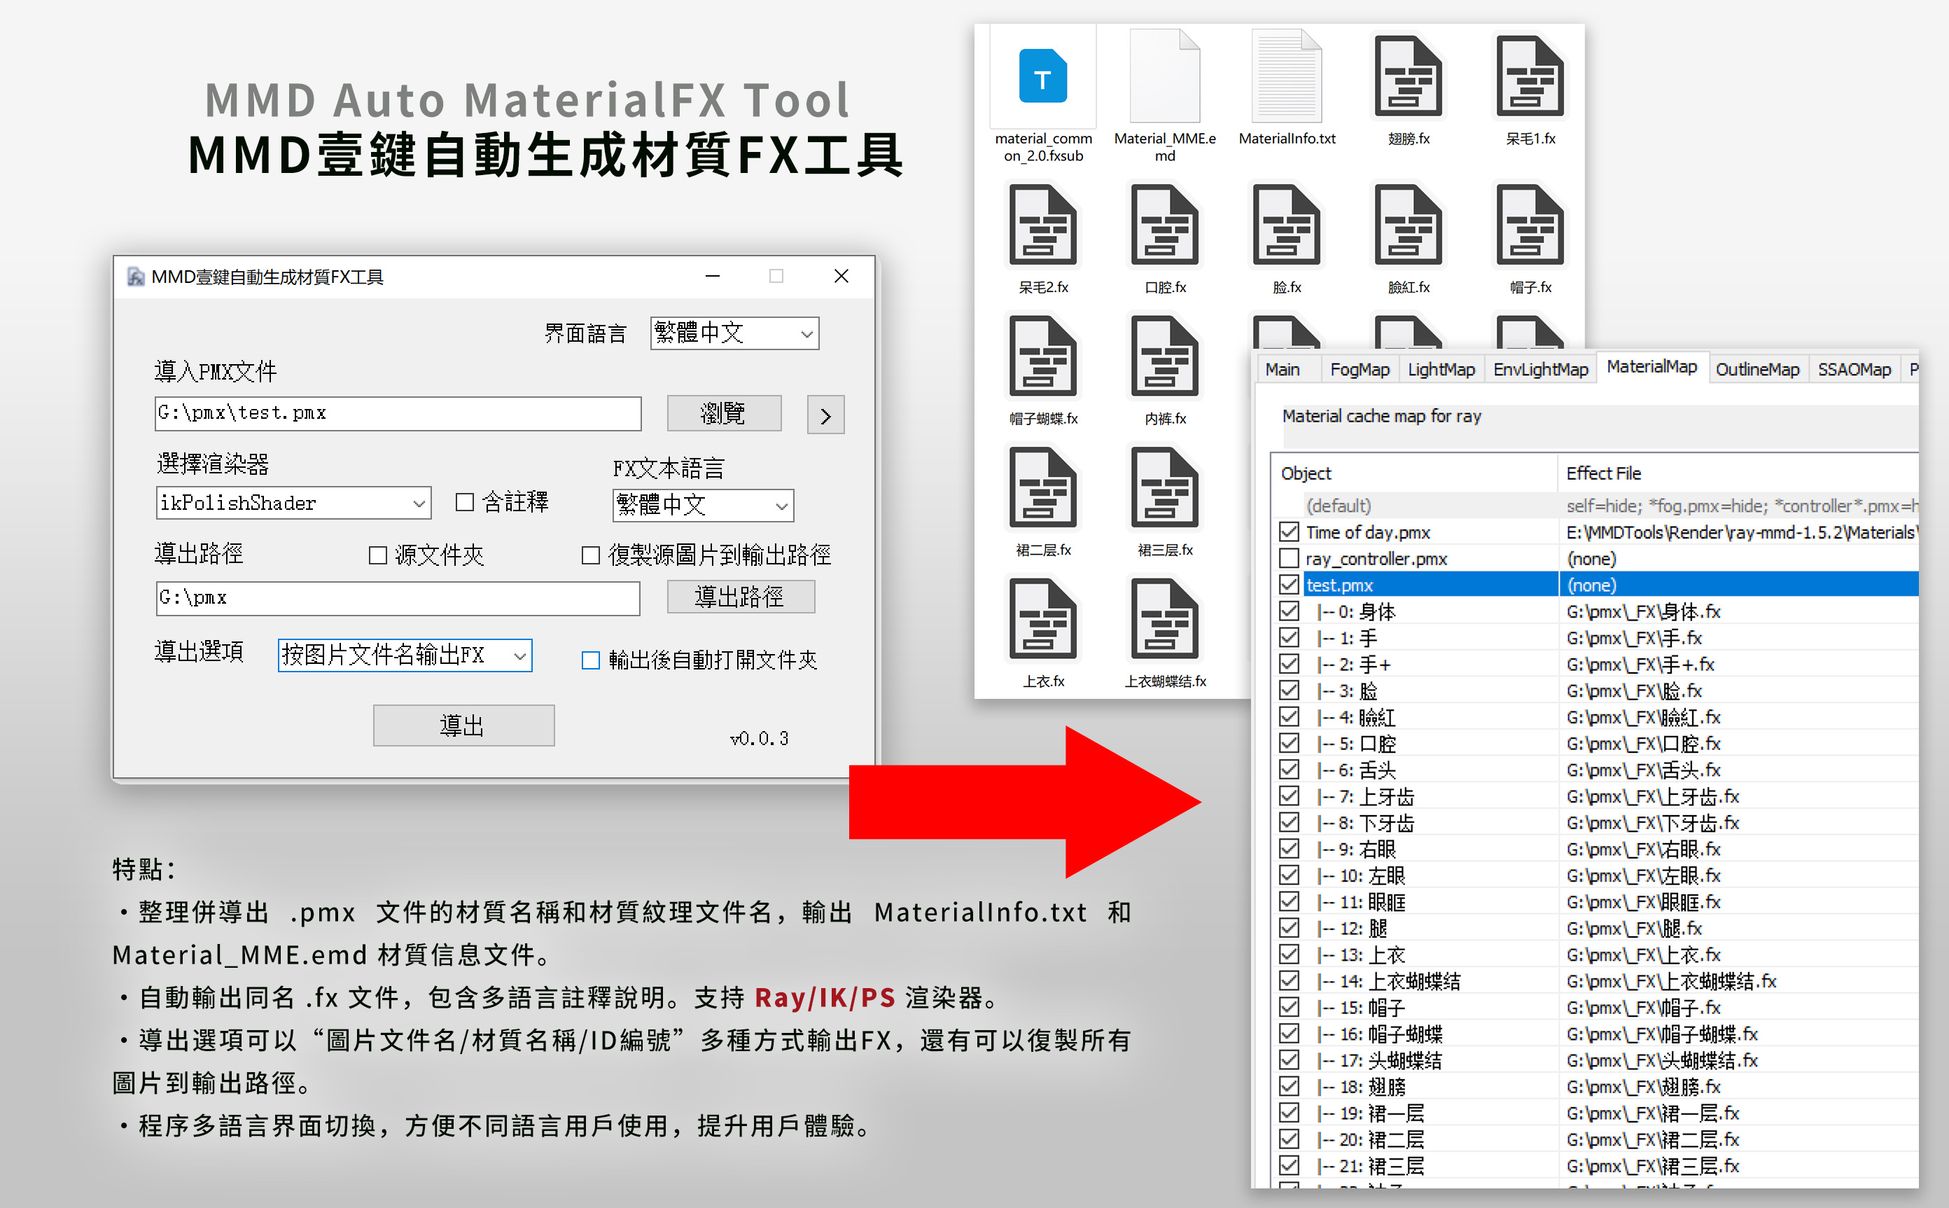 MMD Auto MaterialFX Tool
MMD壹鍵自動生成材質FX工具
MMD壹鍵自動生成材質FX工具
界面語言
繁體中文
導入PMX文件
G:\pmx\test.pmx
瀏覽
>
選擇渲染器
FX文本語言
ikPolishShader
含註釋
繁體中文
導出路徑
源文件夾
復製源圖片到輸出路徑
G:\pmx
導出路徑
導出選項
按图片文件名输出FX
輸出後自動打開文件夾
導出
v0.0.3
特點：
・整理併導出 .pmx 文件的材質名稱和材質紋理文件名，輸出 MaterialInfo.txt 和
Material_MME.emd 材質信息文件。
・自動輸出同名 .fx 文件，包含多語言註釋說明。支持 Ray/IK/PS 渲染器。
・導出選項可以“圖片文件名/材質名稱/ID編號”多種方式輸出FX，還有可以復製所有
圖片到輸出路徑。
・程序多語言界面切換，方便不同語言用戶使用，提升用戶體驗。
T
material_comm
on_2.0.fxsub
Material_MME.e
md
MaterialInfo.txt
翅膀.fx
呆毛1.fx
呆毛2.fx
口腔.fx
脸.fx
臉紅.fx
帽子.fx
帽子蝴蝶.fx
内裤.fx
裙二层.fx
裙三层.fx
上衣.fx
上衣蝴蝶结.fx
Main
FogMap
LightMap
EnvLightMap
MaterialMap
OutlineMap
SSAOMap
P
Material cache map for ray
Object
Effect File
(default)
self=hide; *fog.pmx=hide; *controller*.pmx=h
Time of day.pmx
E:\MMDTools\Render\ray-mmd-1.5.2\Materials\
ray_controller.pmx
(none)
test.pmx
(none)
|-- 0: 身体
G:\pmx\_FX\身体.fx
|-- 1: 手
G:\pmx\_FX\手.fx
|-- 2: 手+
G:\pmx\_FX\手+.fx
|-- 3: 脸
G:\pmx\_FX\脸.fx
|-- 4: 臉紅
G:\pmx\_FX\臉紅.fx
|-- 5: 口腔
G:\pmx\_FX\口腔.fx
|-- 6: 舌头
G:\pmx\_FX\舌头.fx
|-- 7: 上牙齿
G:\pmx\_FX\上牙齿.fx
|-- 8: 下牙齿
G:\pmx\_FX\下牙齿.fx
|-- 9: 右眼
G:\pmx\_FX\右眼.fx
|-- 10: 左眼
G:\pmx\_FX\左眼.fx
|-- 11: 眼眶
G:\pmx\_FX\眼眶.fx
|-- 12: 腿
G:\pmx\_FX\腿.fx
|-- 13: 上衣
G:\pmx\_FX\上衣.fx
|-- 14: 上衣蝴蝶结
G:\pmx\_FX\上衣蝴蝶结.fx
|-- 15: 帽子
G:\pmx\_FX\帽子.fx
|-- 16: 帽子蝴蝶
G:\pmx\_FX\帽子蝴蝶.fx
|-- 17: 头蝴蝶结
G:\pmx\_FX\头蝴蝶结.fx
|-- 18: 翅膀
G:\pmx\_FX\翅膀.fx
|-- 19: 裙一层
G:\pmx\_FX\裙一层.fx
|-- 20: 裙二层
G:\pmx\_FX\裙二层.fx
|-- 21: 裙三层
G:\pmx\_FX\裙三层.fx